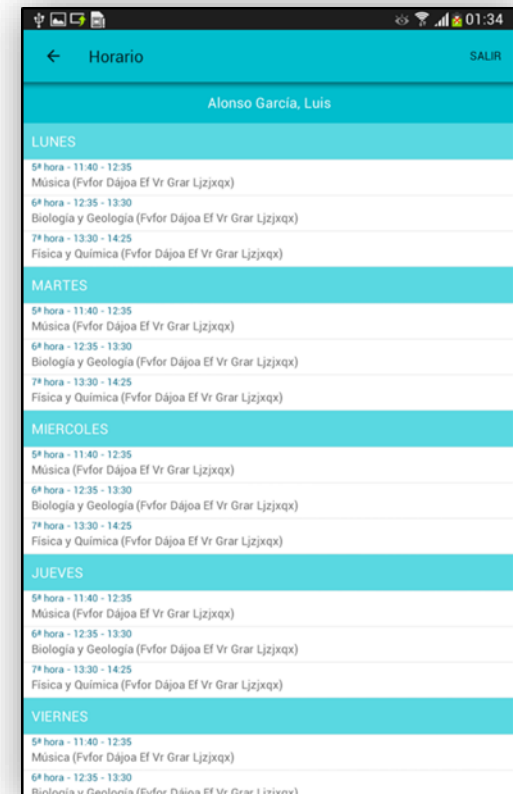 01:34
Horario SALIR
Alonso García, Luis
LUNES
5ª hora - 11:40 - 12:35
Música (Fvfor Dájoa Ef Vr Grar Ljzjxqx)
6ª hora - 12:35 - 13:30
Biología y Geología (Fvfor Dájoa Ef Vr Grar Ljzjxqx)
7ª hora - 13:30 - 14:25
Física y Química (Fvfor Dájoa Ef Vr Grar Ljzjxqx)
MARTES
5ª hora - 11:40 - 12:35
Música (Fvfor Dájoa Ef Vr Grar Ljzjxqx)
6ª hora - 12:35 - 13:30
Biología y Geología (Fvfor Dájoa Ef Vr Grar Ljzjxqx)
7ª hora - 13:30 - 14:25
Física y Química (Fvfor Dájoa Ef Vr Grar Ljzjxqx)
MIERCOLES
5ª hora - 11:40 - 12:35
Música (Fvfor Dájoa Ef Vr Grar Ljzjxqx)
6ª hora - 12:35 - 13:30
Biología y Geología (Fvfor Dájoa Ef Vr Grar Ljzjxqx)
7ª hora - 13:30 - 14:25
Física y Química (Fvfor Dájoa Ef Vr Grar Ljzjxqx)
JUEVES
5ª hora - 11:40 - 12:35
Música (Fvfor Dájoa Ef Vr Grar Ljzjxqx)
6ª hora - 12:35 - 13:30
Biología y Geología (Fvfor Dájoa Ef Vr Grar Ljzjxqx)
7ª hora - 13:30 - 14:25
Física y Química (Fvfor Dájoa Ef Vr Grar Ljzjxqx)
VIERNES
5ª hora - 11:40 - 12:35
Música (Fvfor Dájoa Ef Vr Grar Ljzjxqx)
6ª hora - 12:35 - 13:30
Biología y Geología (Fvfor Dájoa Ef Vr Grar Ljzjxqx)